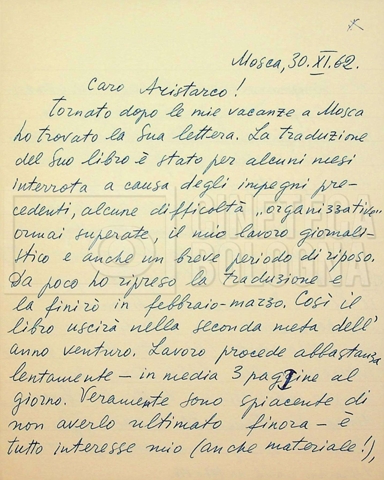 Mosca, 30.XI.62.
Caro Aristarco!
Tornato dopo le mie vacanze a Mosca
ho trovato la Sua lettera. La traduzione
del Suo libro è stato per alcuni mesi
interrota a causa degli impegni pre-
cedenti, alcune difficoltà „organizzative"
ormai superate, il mio lavoro giornali-
stico e anche un breve periodo di riposo.
Da poco ho ripreso la traduzione e
la finirò in febbraio-marzo. Così il
libro uscirà nella seconda meta dell'
anno venturo. Lavoro procede abbastanza
lentamente – in media 3 pagine al
giorno. Veramente sono spiacente di
non averlo ultimato finora – è
tutto interesse mio (anche materiale!),